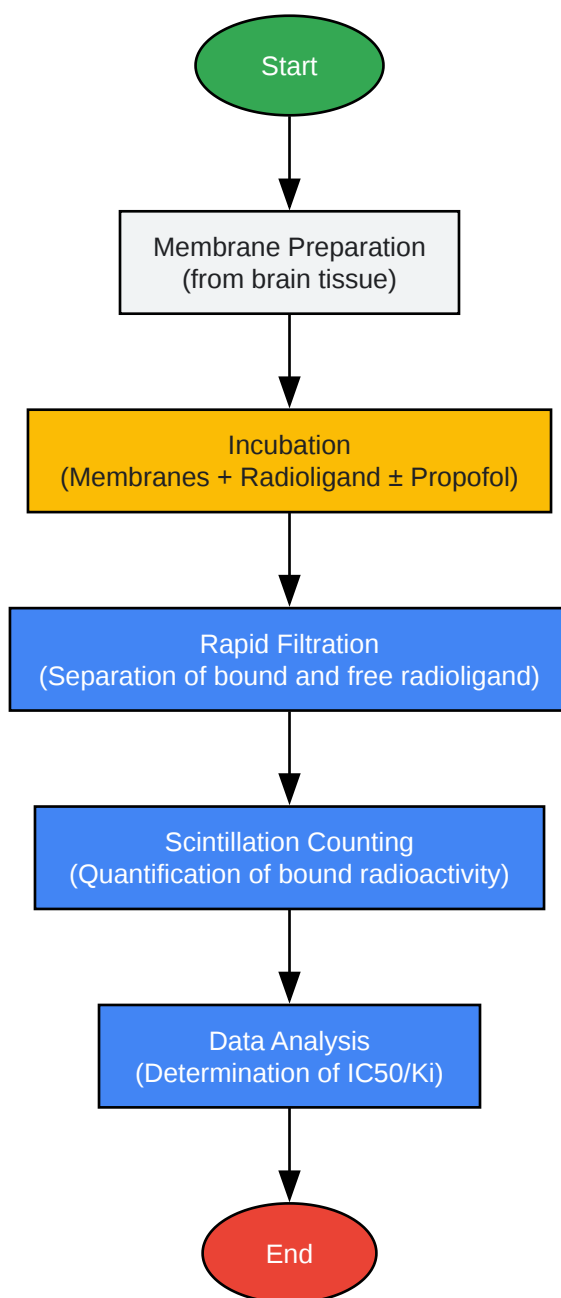 Start
Membrane Preparation
(from brain tissue)
Incubation
(Membranes + Radioligand ± Propofol)
Rapid Filtration
(Separation of bound and free radioligand)
Scintillation Counting
(Quantification of bound radioactivity)
Data Analysis
(Determination of IC50/Ki)
End